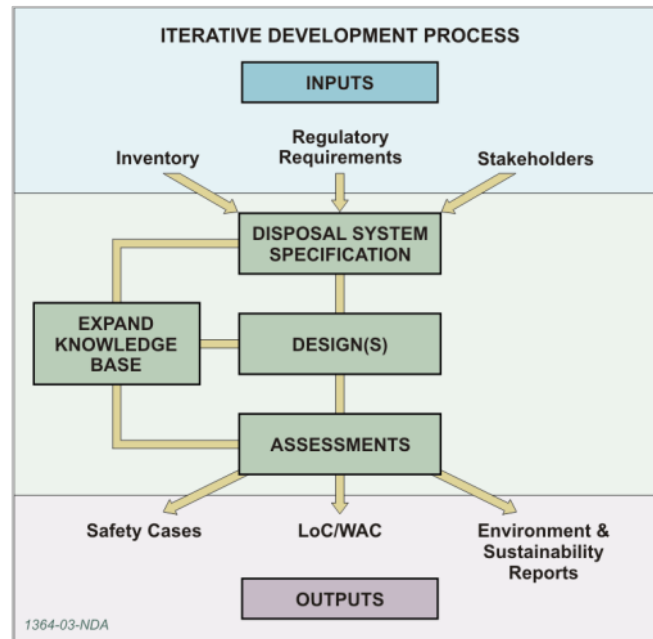 ITERATIVE DEVELOPMENT PROCESS
INPUTS
Inventory
Regulatory
Requirements
Stakeholders
DISPOSAL SYSTEM
SPECIFICATION
EXPAND
KNOWLEDGE
BASE
DESIGN(S)
ASSESSMENTS
Safety Cases
LoC/WAC
Environment &
Sustainability
Reports
OUTPUTS
1364-03-NDA